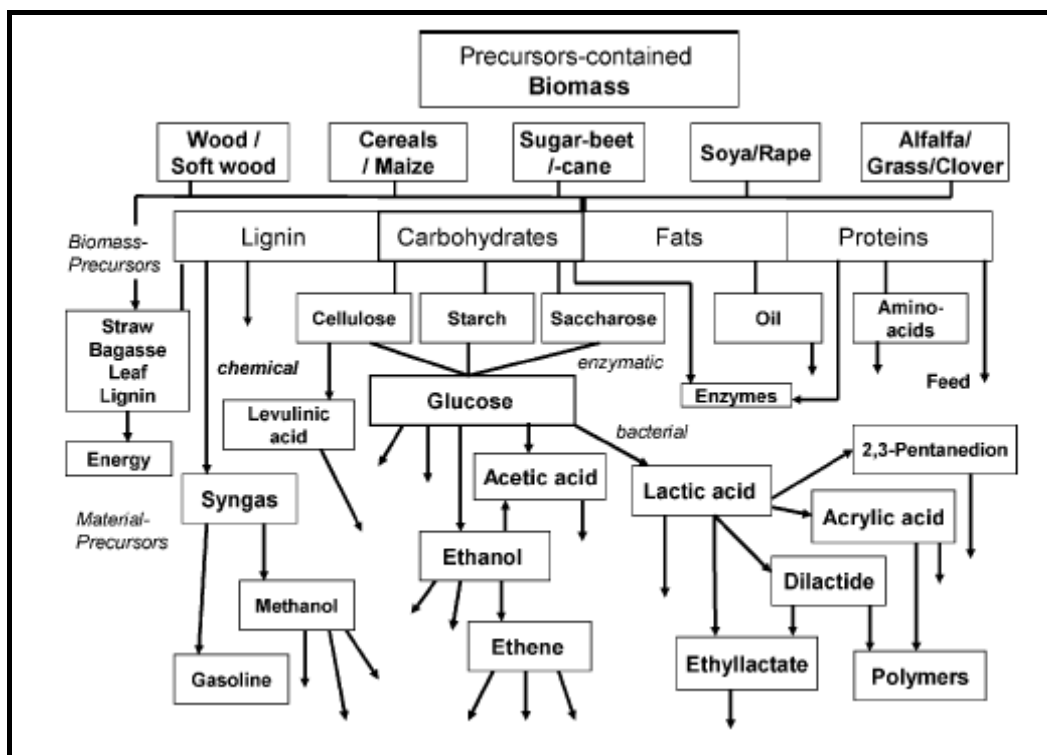 Precursors-contained
Biomass
Wood /
Soft wood
Cereals
/ Maize
Sugar-beet
/-cane
Soya/Rape
Alfalfa/
Grass/Clover
Biomass-
Precursors
Lignin
Carbohydrates
Fats
Proteins
Straw
Bagasse
Leaf
Lignin
Cellulose
Starch
Saccharose
Oil
Amino-
acids
chemical
enzymatic
Feed
Glucose
Enzymes
Levulinic
acid
bacterial
Energy
2,3-Pentanedion
Syngas
Acetic acid
Lactic acid
Material-
Precursors
Acrylic acid
Ethanol
Dilactide
Methanol
Ethene
Ethyllactate
Gasoline
Polymers